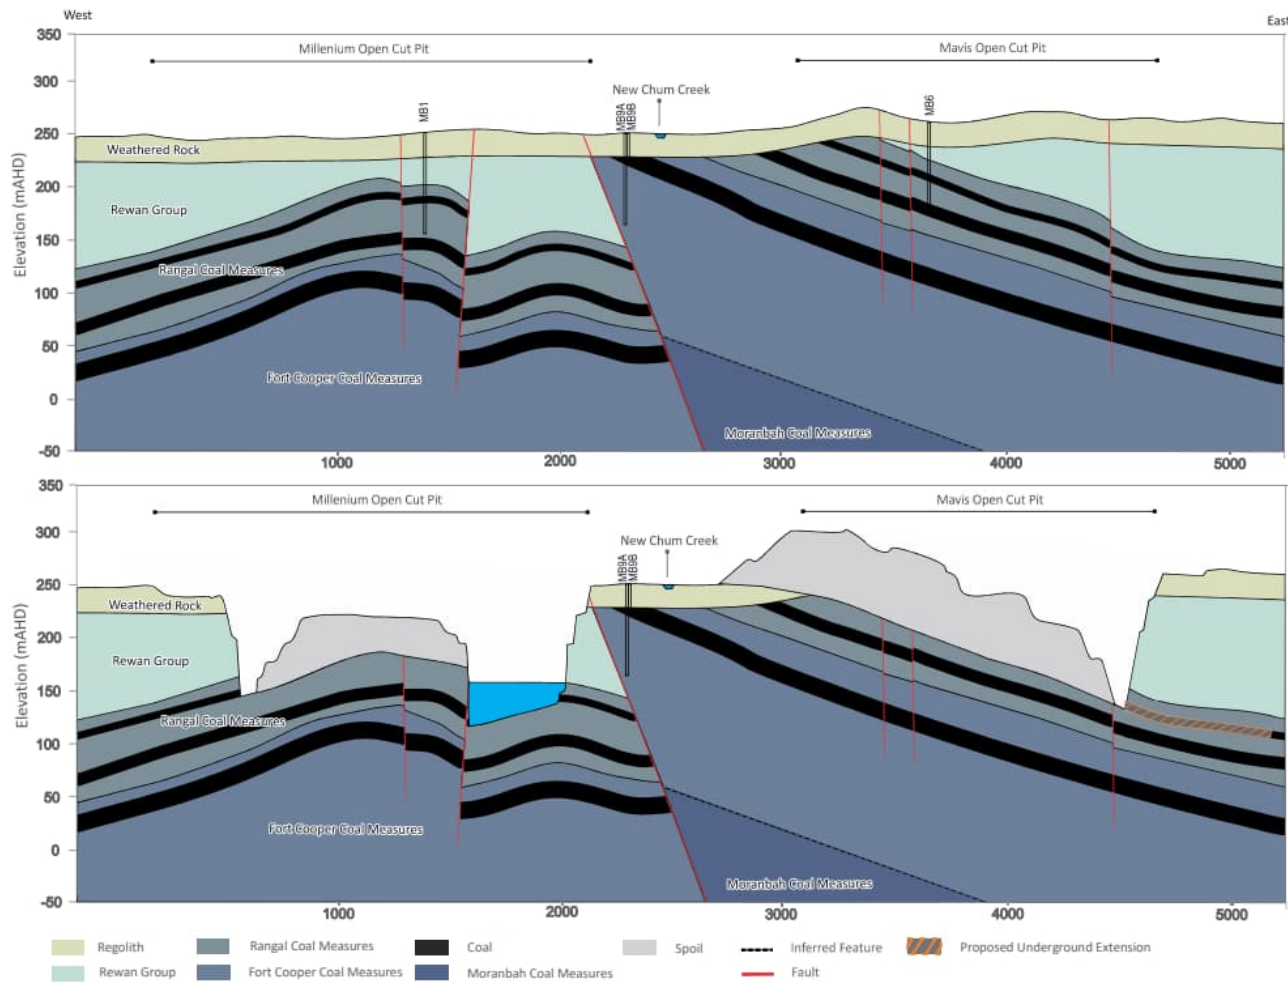 West
East
350
Millenium Open Cut Pit
Mavis Open Cut Pit
300
New Chum Creek
MB1
MB9A
MB9B
MB6
250
Weathered Rock
200
Rewan Group
150
Rangal Coal Measures
100
50
Fort Cooper Coal Measures
0
Moranbah Coal Measures
-50
Elevation (mAHD)
1000
2000
3000
4000
5000
350
Millenium Open Cut Pit
Mavis Open Cut Pit
300
New Chum Creek
MB9A
MB9B
250
Weathered Rock
200
Rewan Group
150
Rangal Coal Measures
100
50
Fort Cooper Coal Measures
0
Moranbah Coal Measures
-50
Elevation (mAHD)
1000
2000
3000
4000
5000
Regolith
Rangal Coal Measures
Coal
Spoil
Inferred Feature
Proposed Underground Extension
Rewan Group
Fort Cooper Coal Measures
Moranbah Coal Measures
Fault